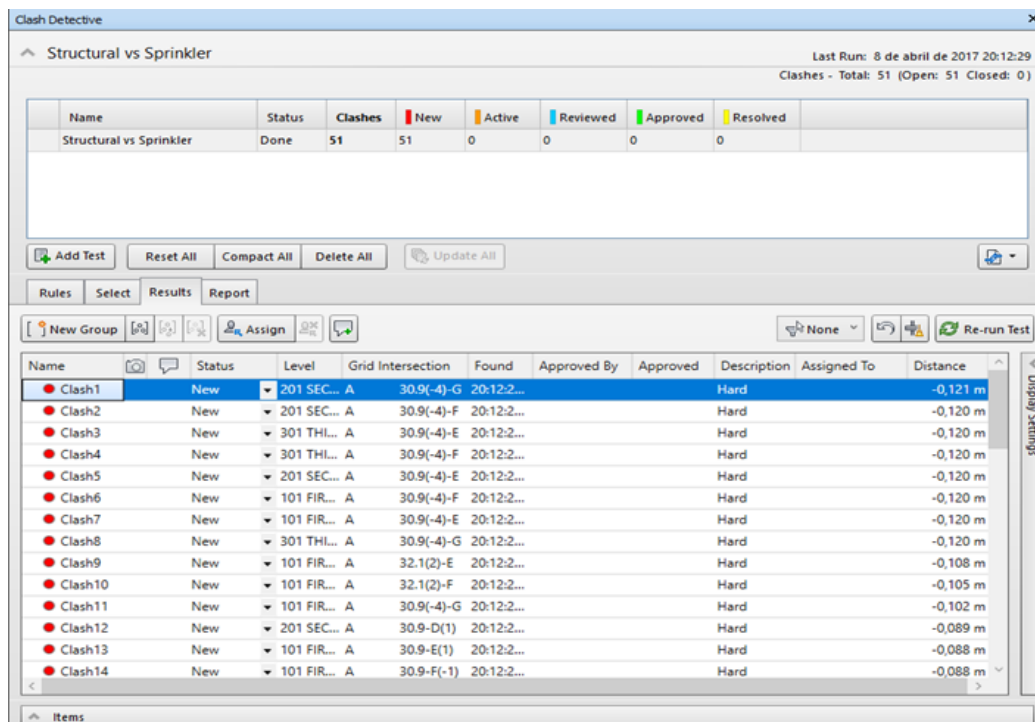 Clash Detective
Structural vs Sprinkler
Last Run: 8 de abril de 2017 20:12:29
Clashes - Total: 51 (Open: 51 Closed: 0)
Name Status Clashes New Active Reviewed Approved Resolved
Structural vs Sprinkler Done 51 51 0 0 0 0
Add Test Reset All Compact All Delete All Update All
Rules Select Results Report
New Group Assign None Re-run Test
Name Status Level Grid Intersection Found Approved By Approved Description Assigned To Distance
Clash1 New 201 SEC... A 30.9(-4)-G 20:12:2... Hard -0,121 m
Clash2 New 201 SEC... A 30.9(-4)-F 20:12:2... Hard -0,120 m
Clash3 New 301 THI... A 30.9(-4)-E 20:12:2... Hard -0,120 m
Clash4 New 301 THI... A 30.9(-4)-F 20:12:2... Hard -0,120 m
Clash5 New 201 SEC... A 30.9(-4)-E 20:12:2... Hard -0,120 m
Clash6 New 101 FIR... A 30.9(-4)-F 20:12:2... Hard -0,120 m
Clash7 New 101 FIR... A 30.9(-4)-E 20:12:2... Hard -0,120 m
Clash8 New 301 THI... A 30.9(-4)-G 20:12:2... Hard -0,120 m
Clash9 New 101 FIR... A 32.1(2)-E 20:12:2... Hard -0,108 m
Clash10 New 101 FIR... A 32.1(2)-F 20:12:2... Hard -0,105 m
Clash11 New 101 FIR... A 30.9(-4)-G 20:12:2... Hard -0,102 m
Clash12 New 201 SEC... A 30.9-D(1) 20:12:2... Hard -0,089 m
Clash13 New 101 FIR... A 30.9-E(1) 20:12:2... Hard -0,088 m
Clash14 New 101 FIR... A 30.9-F(-1) 20:12:2... Hard -0,088 m
Display Settings
Items